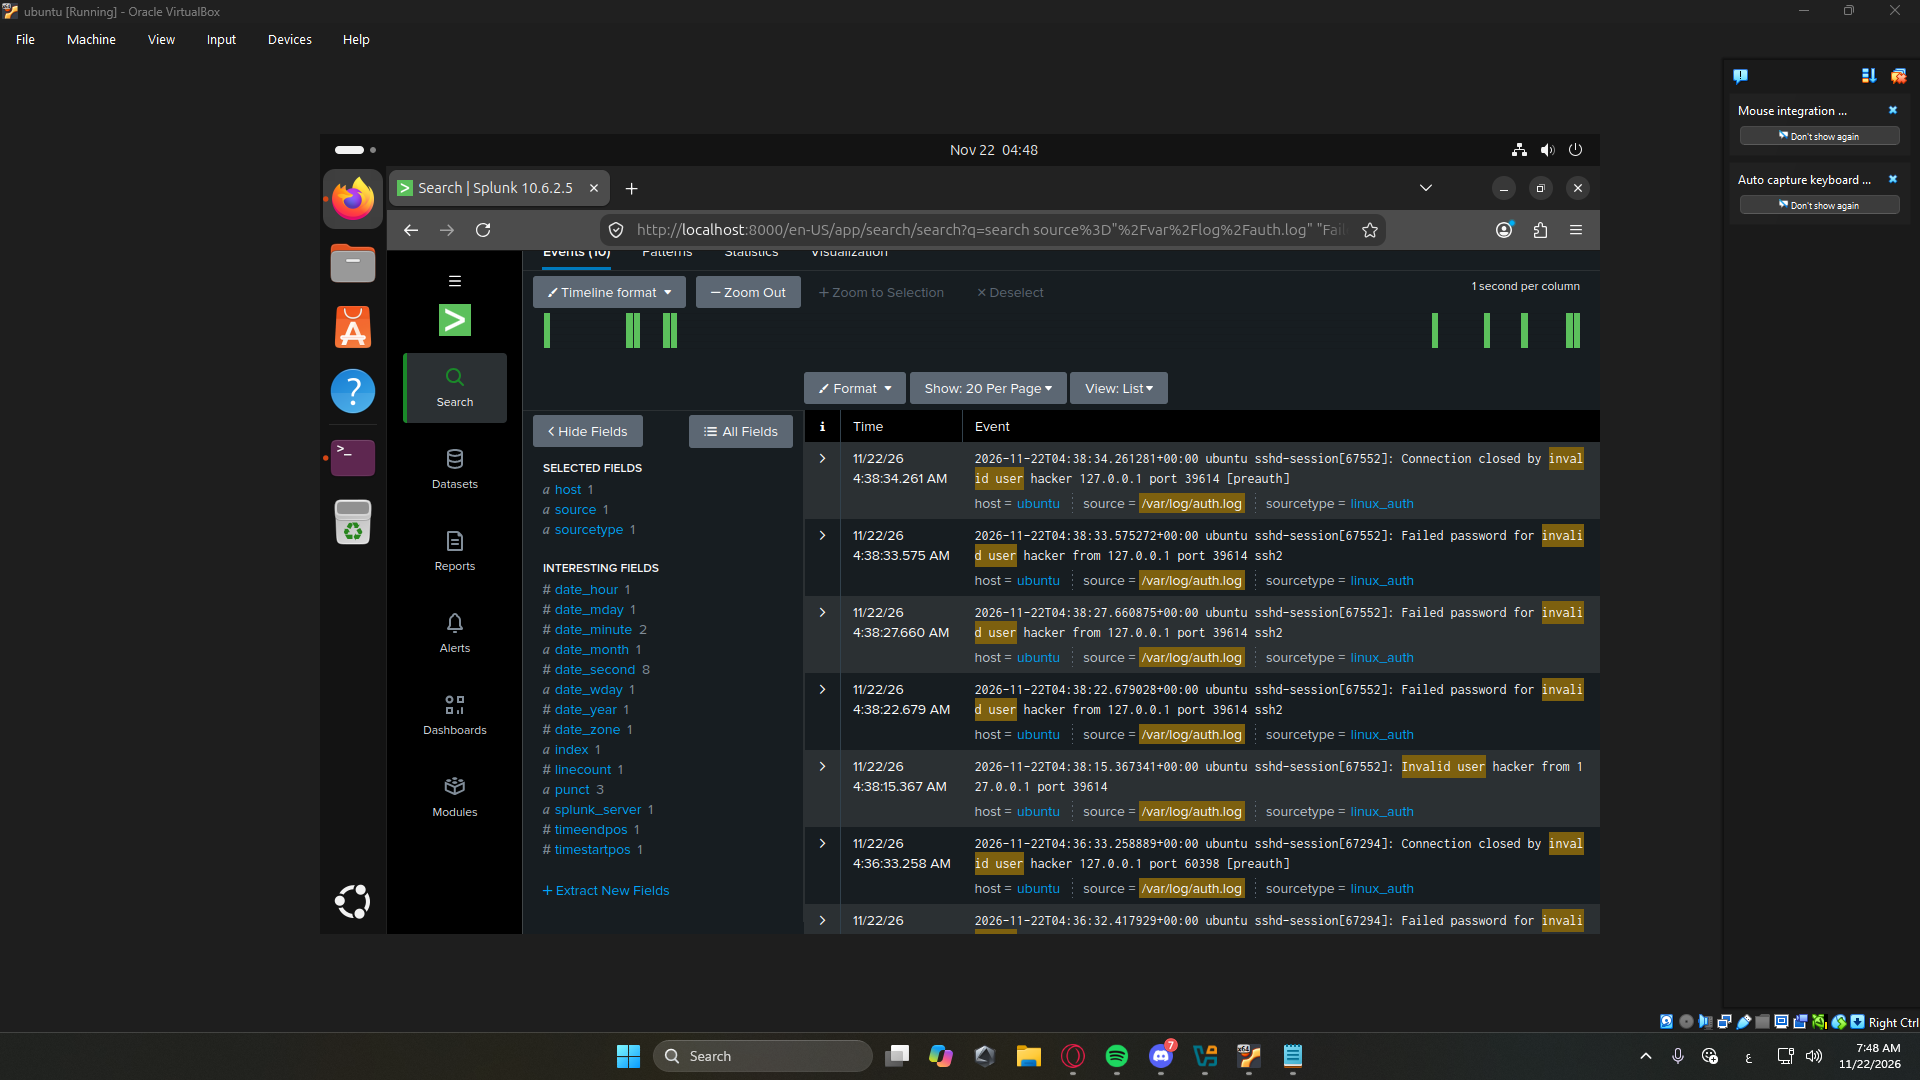 ubuntu [Running] - Oracle VirtualBox
File Machine View Input Devices Help
Mouse integration ...
Don't show again
Auto capture keyboard ...
Don't show again
Nov 22 04:48
Search | Splunk 10.6.2.5
http://localhost:8000/en-US/app/search/search?q=search source%3D"%2Fvar%2Flog%2Fauth.log" "Fail
Events (10) Patterns Statistics Visualization
Timeline format
Zoom Out
+ Zoom to Selection
× Deselect
1 second per column
Search
Datasets
Reports
Alerts
Dashboards
Modules
Format
Show: 20 Per Page
View: List
Hide Fields
All Fields
SELECTED FIELDS
a host 1
a source 1
a sourcetype 1
INTERESTING FIELDS
# date_hour 1
# date_mday 1
# date_minute 2
a date_month 1
# date_second 8
a date_wday 1
# date_year 1
# date_zone 1
a index 1
# linecount 1
a punct 3
a splunk_server 1
# timeendpos 1
# timestartpos 1
+ Extract New Fields
i Time Event
11/22/26
4:38:34.261 AM
2026-11-22T04:38:34.261281+00:00 ubuntu sshd-session[67552]: Connection closed by inval
id user hacker 127.0.0.1 port 39614 [preauth]
host = ubuntu source = /var/log/auth.log sourcetype = linux_auth
11/22/26
4:38:33.575 AM
2026-11-22T04:38:33.575272+00:00 ubuntu sshd-session[67552]: Failed password for invali
d user hacker from 127.0.0.1 port 39614 ssh2
host = ubuntu source = /var/log/auth.log sourcetype = linux_auth
11/22/26
4:38:27.660 AM
2026-11-22T04:38:27.660875+00:00 ubuntu sshd-session[67552]: Failed password for invali
d user hacker from 127.0.0.1 port 39614 ssh2
host = ubuntu source = /var/log/auth.log sourcetype = linux_auth
11/22/26
4:38:22.679 AM
2026-11-22T04:38:22.679028+00:00 ubuntu sshd-session[67552]: Failed password for invali
d user hacker from 127.0.0.1 port 39614 ssh2
host = ubuntu source = /var/log/auth.log sourcetype = linux_auth
11/22/26
4:38:15.367 AM
2026-11-22T04:38:15.367341+00:00 ubuntu sshd-session[67552]: Invalid user hacker from 1
27.0.0.1 port 39614
host = ubuntu source = /var/log/auth.log sourcetype = linux_auth
11/22/26
4:36:33.258 AM
2026-11-22T04:36:33.258889+00:00 ubuntu sshd-session[67294]: Connection closed by inval
id user hacker 127.0.0.1 port 60398 [preauth]
host = ubuntu source = /var/log/auth.log sourcetype = linux_auth
11/22/26
2026-11-22T04:36:32.417929+00:00 ubuntu sshd-session[67294]: Failed password for invali
Right Ctrl
Search
7
ع
7:48 AM
11/22/2026